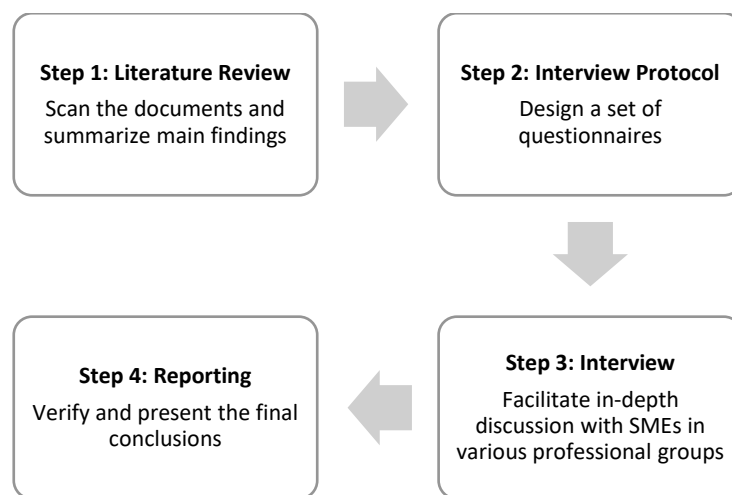 Step 1: Literature Review
Scan the documents and
summarize main findings
Step 2: Interview Protocol
Design a set of
questionnaires
Step 3: Interview
Facilitate in-depth
discussion with SMEs in
various professional groups
Step 4: Reporting
Verify and present the final
conclusions